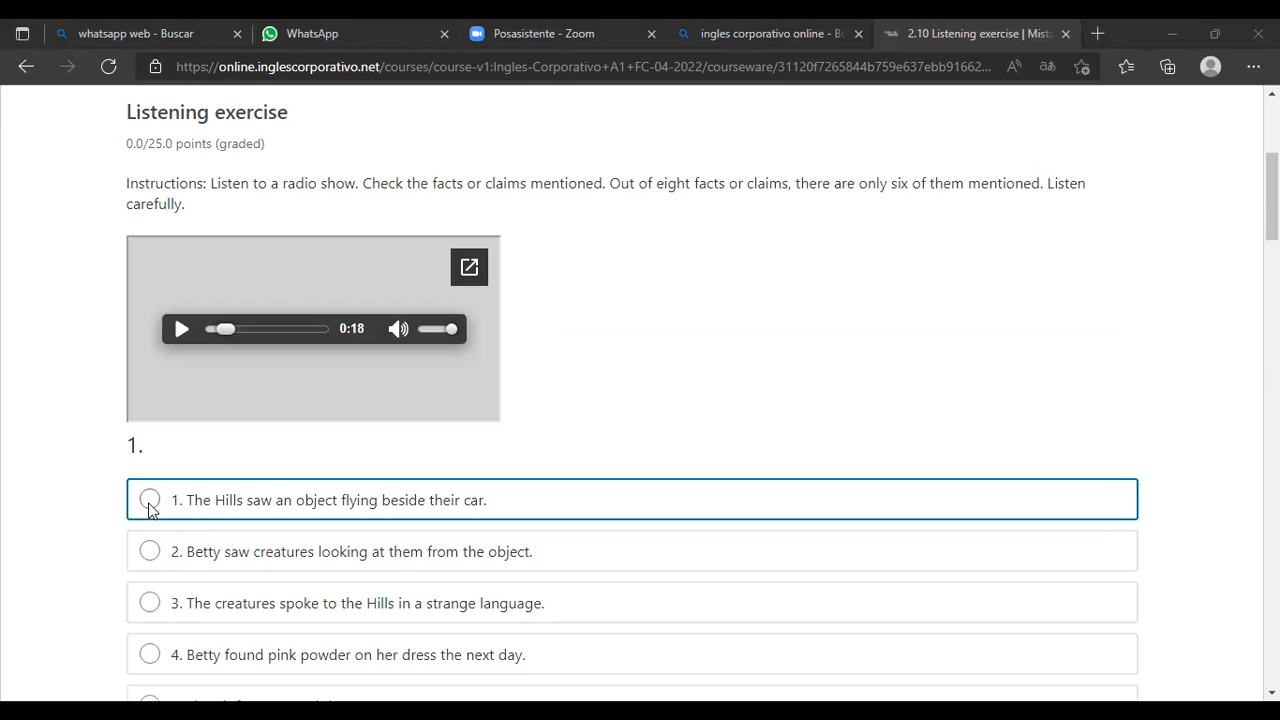 whatsapp web - Buscar
WhatsApp
Posasistente - Zoom
ingles corporativo online - Bu
2.10 Listening exercise | Mista
https://online.inglescorporativo.net/courses/course-v1:Ingles-Corporativo+A1+FC-04-2022/courseware/31120f7265844b759e637ebb91662...
Listening exercise
0.0/25.0 points (graded)
Instructions: Listen to a radio show. Check the facts or claims mentioned. Out of eight facts or claims, there are only six of them mentioned. Listen
carefully.
0:18
1.
1. The Hills saw an object flying beside their car.
2. Betty saw creatures looking at them from the object.
3. The creatures spoke to the Hills in a strange language.
4. Betty found pink powder on her dress the next day.